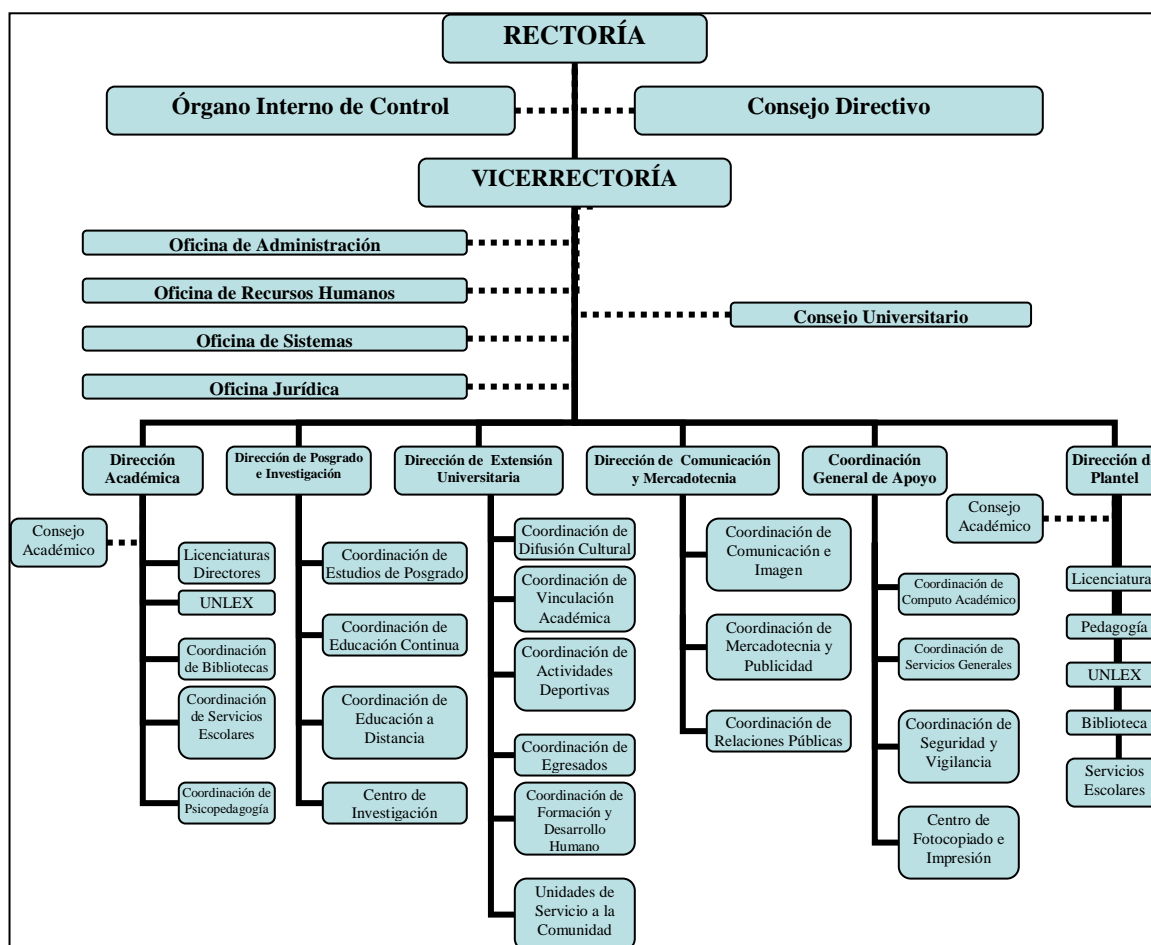 RECTORÍA
Órgano Interno de Control
Consejo Directivo
VICERRECTORÍA
Oficina de Administración
Oficina de Recursos Humanos
Consejo Universitario
Oficina de Sistemas
Oficina Jurídica
Dirección
Académica
Dirección de Posgrado
e Investigación
Dirección de Extensión
Universitaria
Dirección de Comunicación
y Mercadotecnia
Coordinación
General de Apoyo
Dirección de
Plantel
Consejo
Académico
Licenciaturas
Directores
UNLEX
Coordinación
de Bibliotecas
Coordinación
de Servicios
Escolares
Coordinación de
Psicopedagogía
Coordinación de
Estudios de Posgrado
Coordinación de
Educación Continua
Coordinación de
Educación a
Distancia
Centro de
Investigación
Coordinación de
Difusión Cultural
Coordinación de
Vinculación
Académica
Coordinación de
Actividades
Deportivas
Coordinación de
Egresados
Coordinación de
Formación y
Desarrollo
Humano
Unidades de
Servicio a la
Comunidad
Coordinación de
Comunicación e
Imagen
Coordinación de
Mercadotecnia y
Publicidad
Coordinación de
Relaciones Públicas
Coordinación de
Computo Académico
Coordinación de
Servicios Generales
Coordinación de
Seguridad y
Vigilancia
Centro de
Fotocopiado e
Impresión
Consejo
Académico
Licenciatura
Pedagogía
UNLEX
Biblioteca
Servicios
Escolares